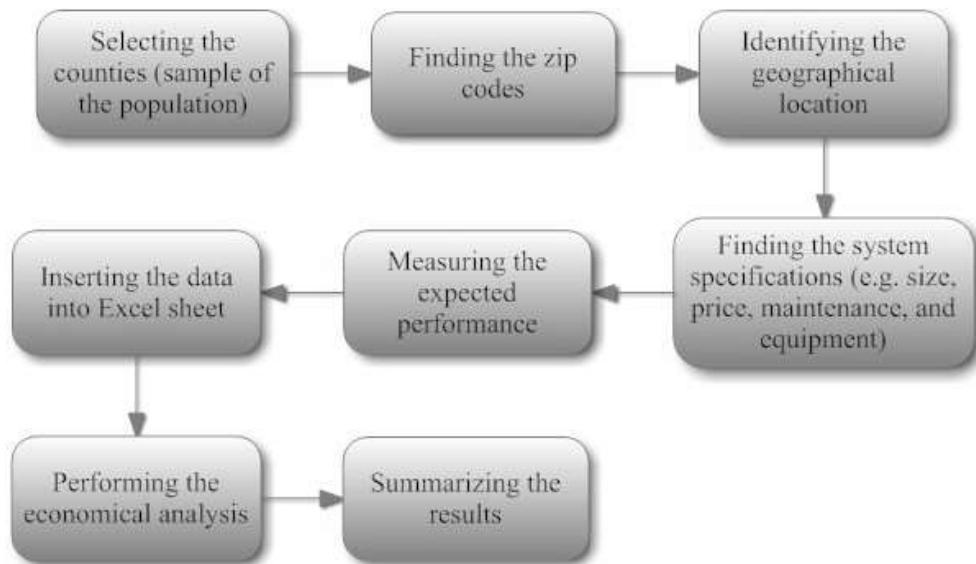 Selecting the
counties (sample of
the population)
Finding the zip
codes
Identifying the
geographical
location
Finding the system
specifications (e.g. size,
price, maintenance, and
equipment)
Measuring the
expected
performance
Inserting the data
into Excel sheet
Performing the
economical analysis
Summarizing the
results